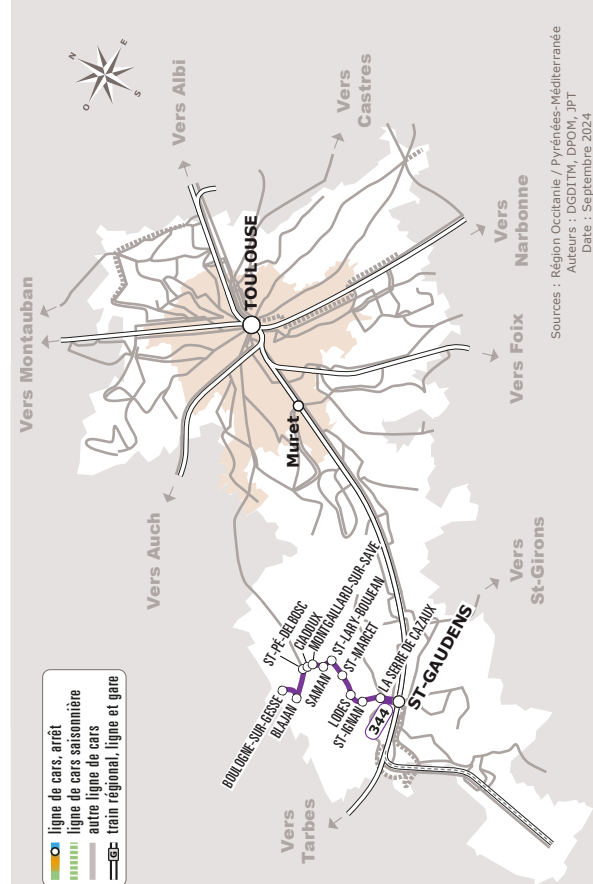 ligne de cars, arrêt
ligne de cars saisonnière
autre ligne de cars
G
train régional, ligne et gare
N
E
S
O
Vers Montauban
Vers Albi
Vers
Castres
Vers Auch
TOULOUSE
Vers
Narbonne
Muret
Vers Foix
Vers
St-Girons
Vers
Tarbes
BOULOGNE-SUR-GESSE
BLAJAN
ST-PÉ-DELBOSC
CIADOUX
MONTGAILLARD-SUR-SAVE
SAMAN
ST-LARY-BOUJEAN
ST-MARCET
LODES
ST-IGNAN
LA SERRE DE CAZAUX
344
ST-GAUDENS
Sources : Région Occitanie / Pyrénées-Méditerranée
Auteurs : DGDITM, DPOM, JPT
Date : Septembre 2024